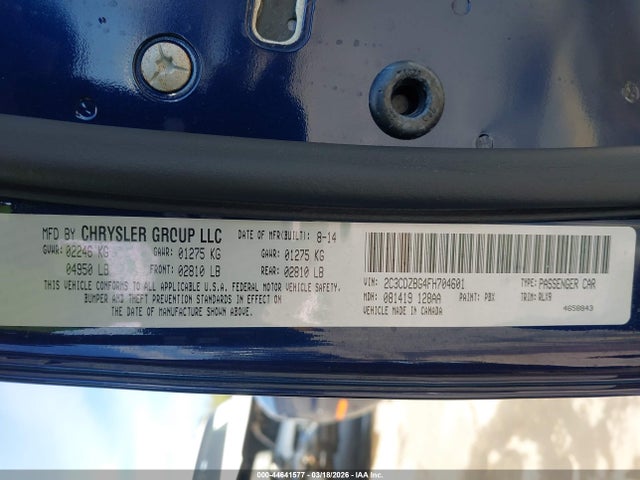 MFD BY CHRYSLER GROUP LLC DATE OF MFR(BUILT): 8-14
GVWR: 02246 KG GAWR: 01275 KG GAWR: 01275 KG
04950 LB FRONT: 02810 LB REAR: 02810 LB
THIS VEHICLE CONFORMS TO ALL APPLICABLE U.S.A. FEDERAL MOTOR VEHICLE SAFETY,
BUMPER AND THEFT PREVENTION STANDARDS IN EFFECT
ON THE DATE OF MANUFACTURE SHOWN ABOVE.
VIN: 2C3CDZBG4FH704601 TYPE: PASSENGER CAR
MDH: 081419 128AA PAINT: PBX TRIM: RLX9
VEHICLE MADE IN CANADA 4658843
000-44641577 - 03/18/2026 - IAA Inc.